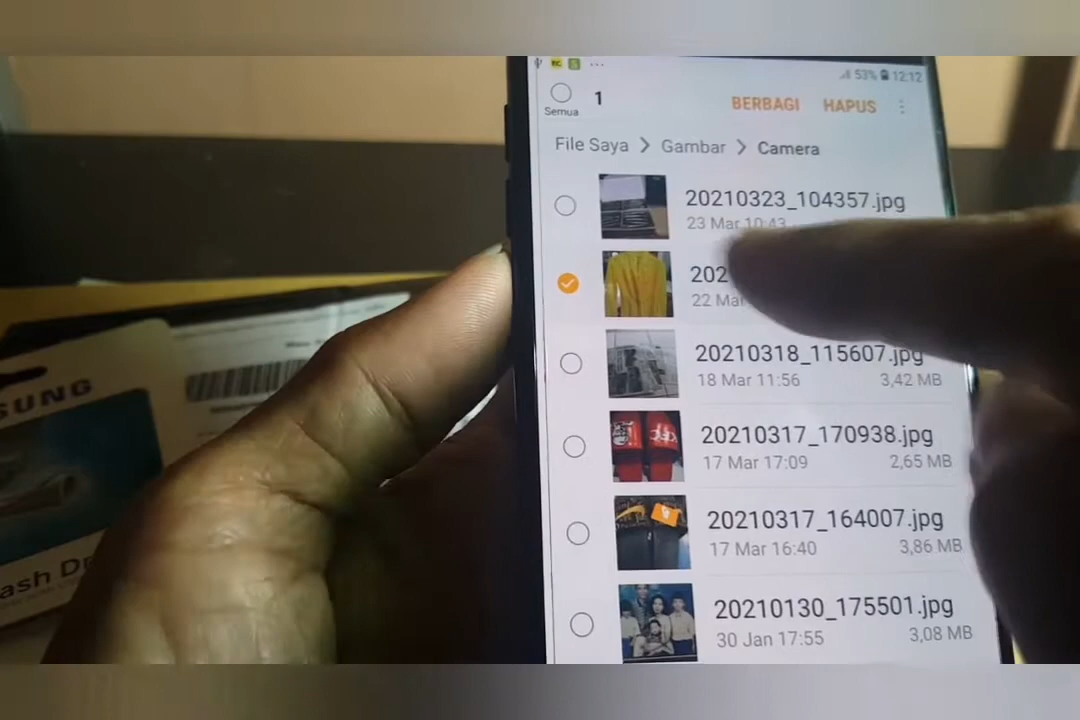 53% 12:12
Semua
1
BERBAGI HAPUS
File Saya > Gambar > Camera
20210323_104357.jpg
23 Mar 10:43
202
22 Mar
20210318_115607.jpg
18 Mar 11:56 3,42 MB
20210317_170938.jpg
17 Mar 17:09 2,65 MB
KFC
20210317_164007.jpg
17 Mar 16:40 3,86 MB
20210130_175501.jpg
30 Jan 17:55 3,08 MB
SUNG
ash Dr